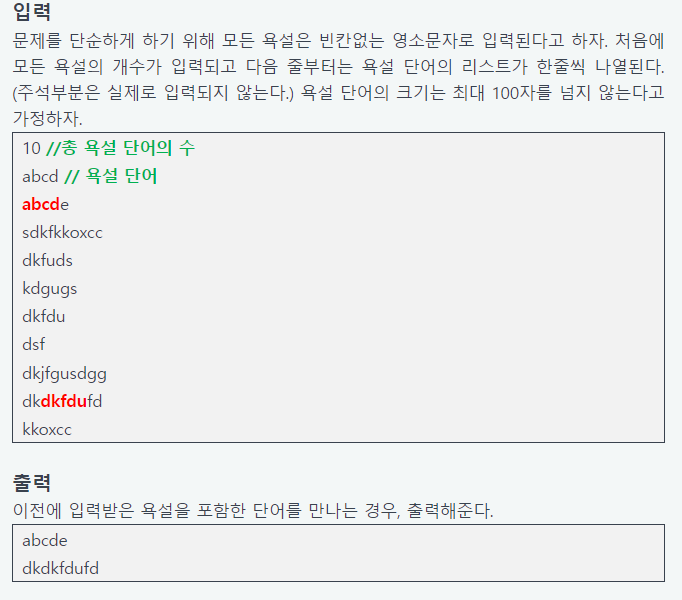 입력
문제를 단순하게 하기 위해 모든 욕설은 빈칸없는 영소문자로 입력된다고 하자. 처음에
모든 욕설의 개수가 입력되고 다음 줄부터는 욕설 단어의 리스트가 한줄씩 나열된다.
(주석부분은 실제로 입력되지 않는다.) 욕설 단어의 크기는 최대 100자를 넘지 않는다고
가정하자.
10 //총 욕설 단어의 수
abcd // 욕설 단어
abcde
sdkfkkoxcc
dkfuds
kdgugs
dkfdu
dsf
dkjfgusdgg
dkdkfdufd
kkoxcc
출력
이전에 입력받은 욕설을 포함한 단어를 만나는 경우, 출력해준다.
abcde
dkdkfdufd